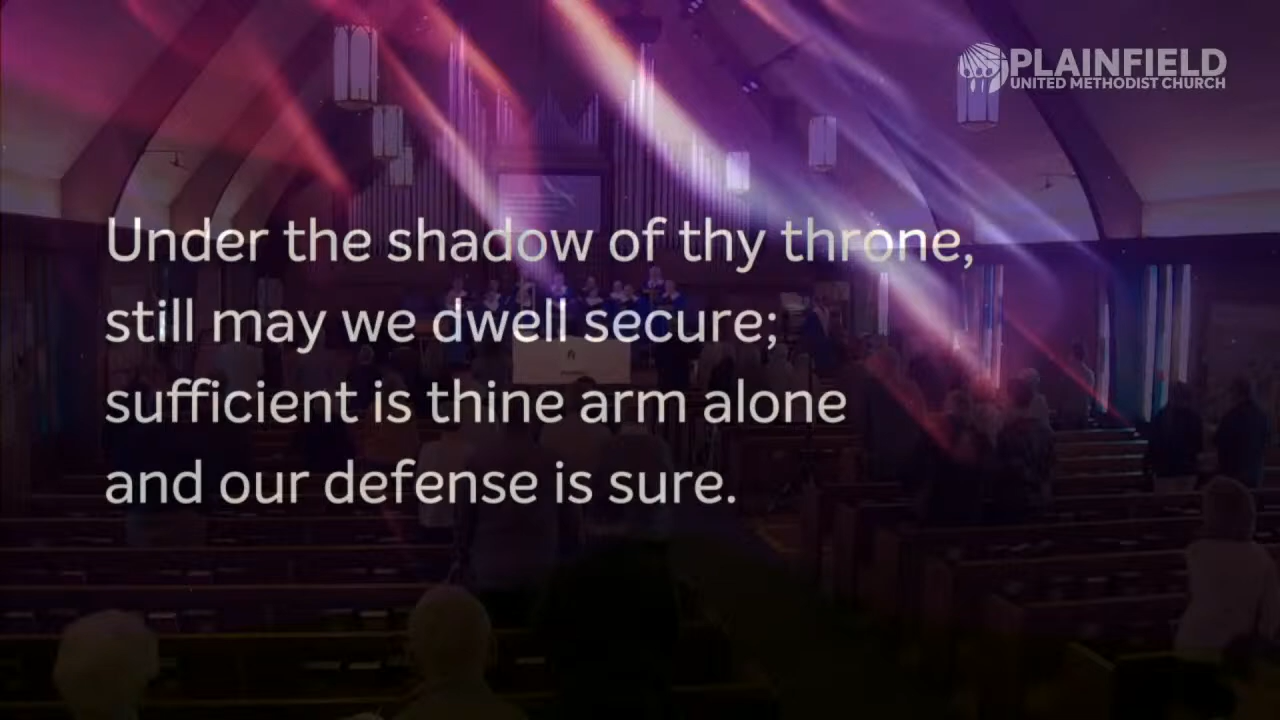 PLAINFIELD
UNITED METHODIST CHURCH
Under the shadow of thy throne,
still may we dwell secure;
sufficient is thine arm alone
and our defense is sure.